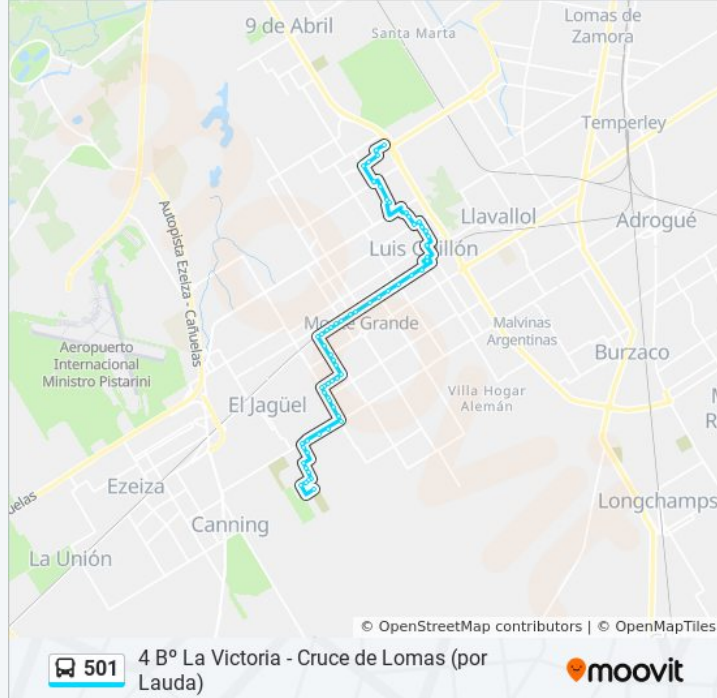 9 de Abril
Santa Marta
Lomas de
Zamora
Temperley
Llavallol
Adrogué
Luis Guillón
Autopista Ezeiza - Cañuelas
Monte Grande
Malvinas
Argentinas
Aeropuerto
Internacional
Ministro Pistarini
Burzaco
Villa Hogar
Alemán
El Jagüel
Ezeiza
Longchamps
Canning
La Unión
© OpenStreetMap contributors | © OpenMapTiles
501
4 Bº La Victoria - Cruce de Lomas (por
Lauda)
moovit